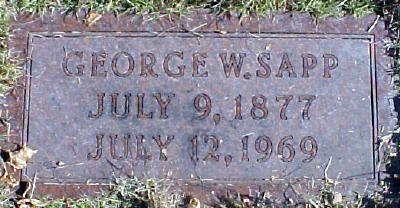 GEORGE W. SAPP
JULY 9, 1877
JULY 12, 1969